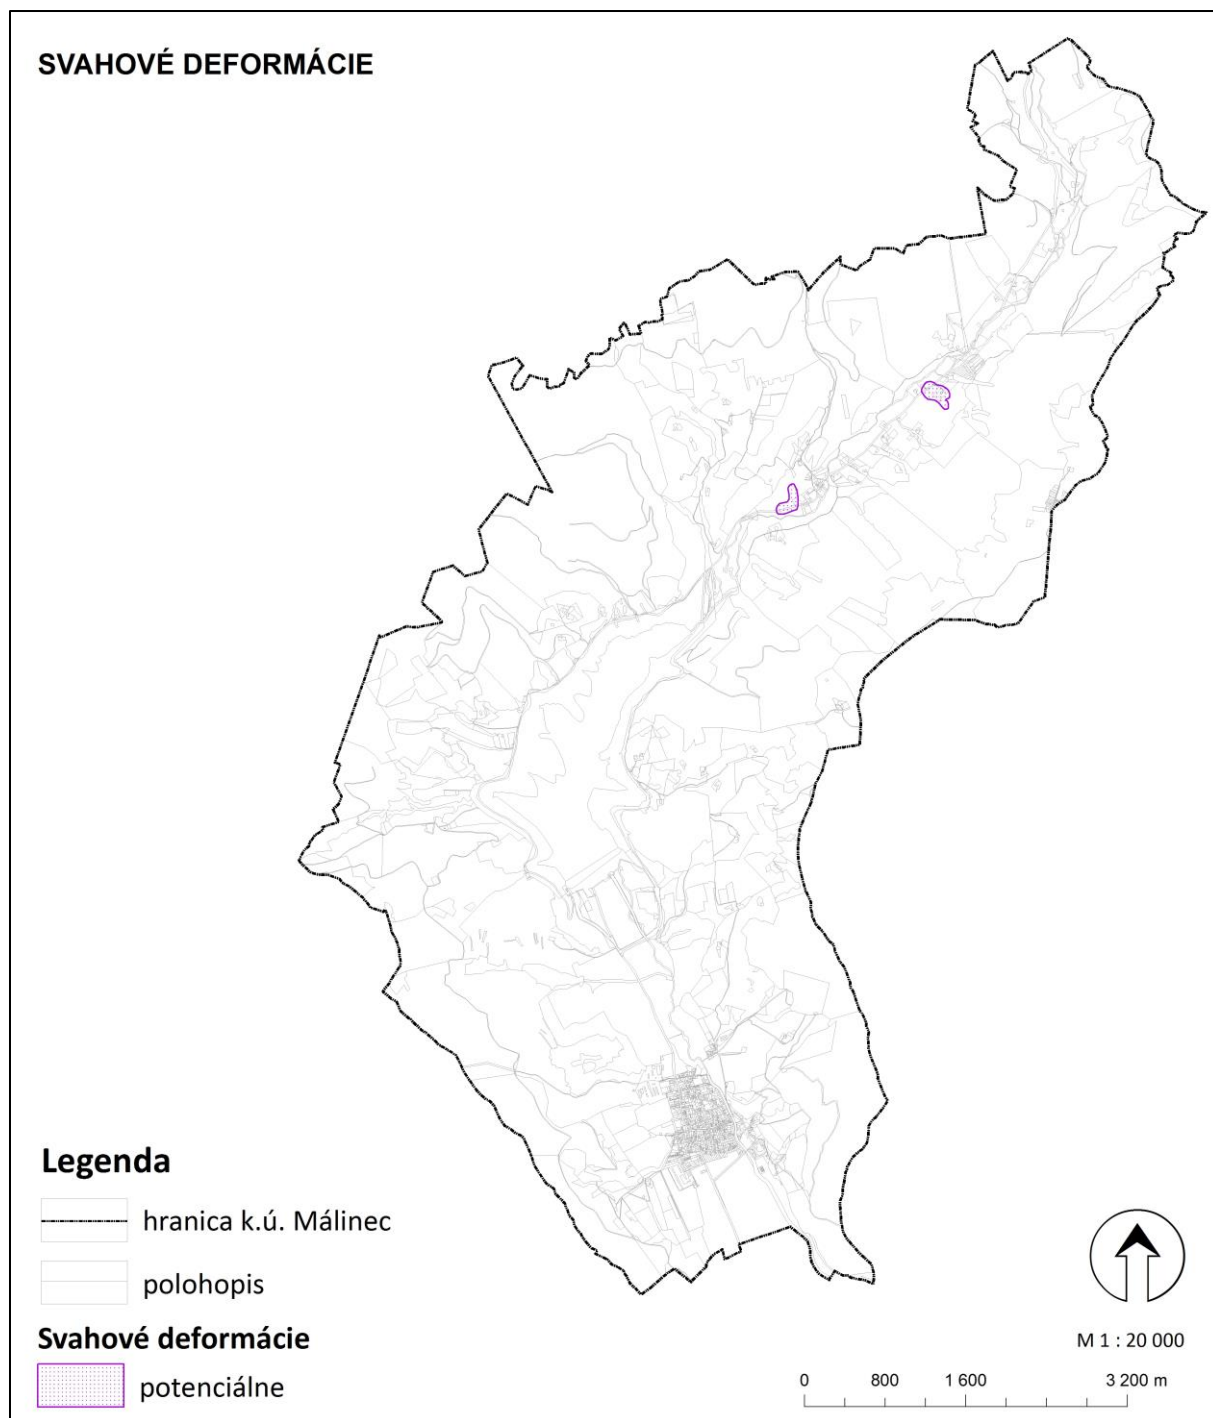 SVAHOVÉ DEFORMÁCIE
Legenda
hranica k.ú. Málinec
polohopis
Svahové deformácie
potenciálne
M 1 : 20 000
0 800 1 600 3 200 m